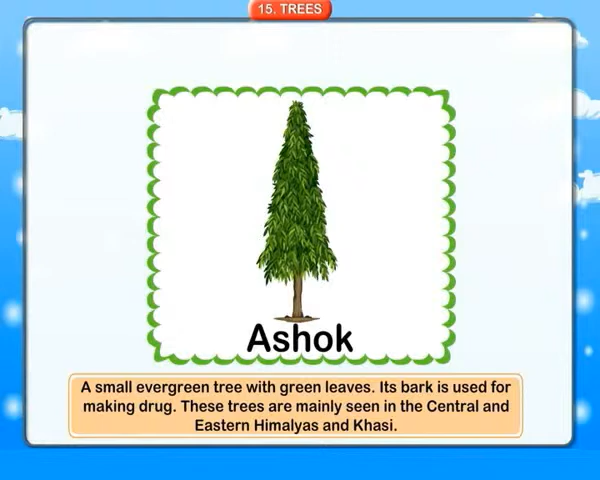 15. TREES
Ashok
A small evergreen tree with green leaves. Its bark is used for
making drug. These trees are mainly seen in the Central and
Eastern Himalyas and Khasi.